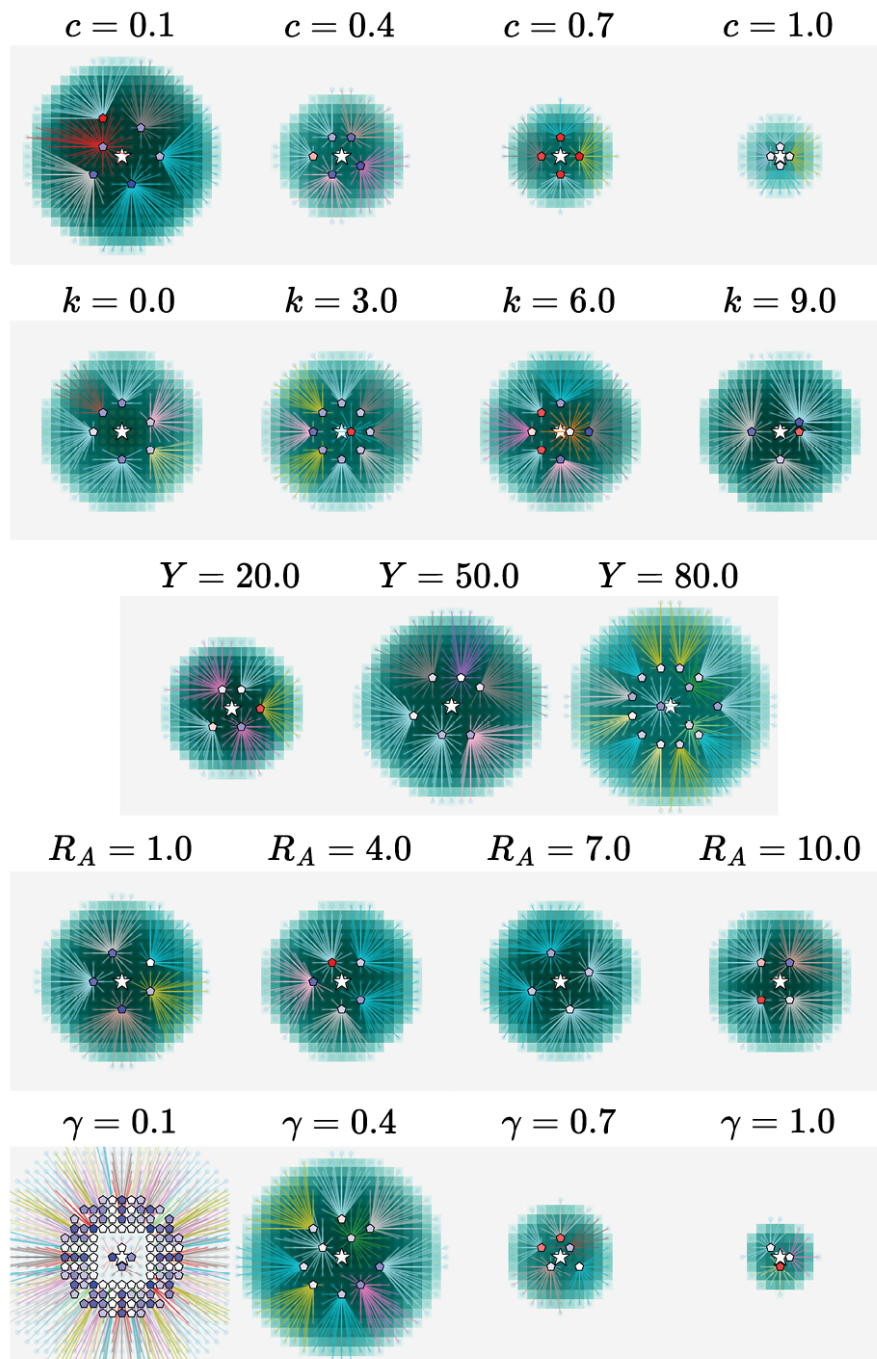 c = 0.1 c = 0.4 c = 0.7 c = 1.0
k = 0.0 k = 3.0 k = 6.0 k = 9.0
Y = 20.0 Y = 50.0 Y = 80.0
R_A = 1.0 R_A = 4.0 R_A = 7.0 R_A = 10.0
γ = 0.1 γ = 0.4 γ = 0.7 γ = 1.0